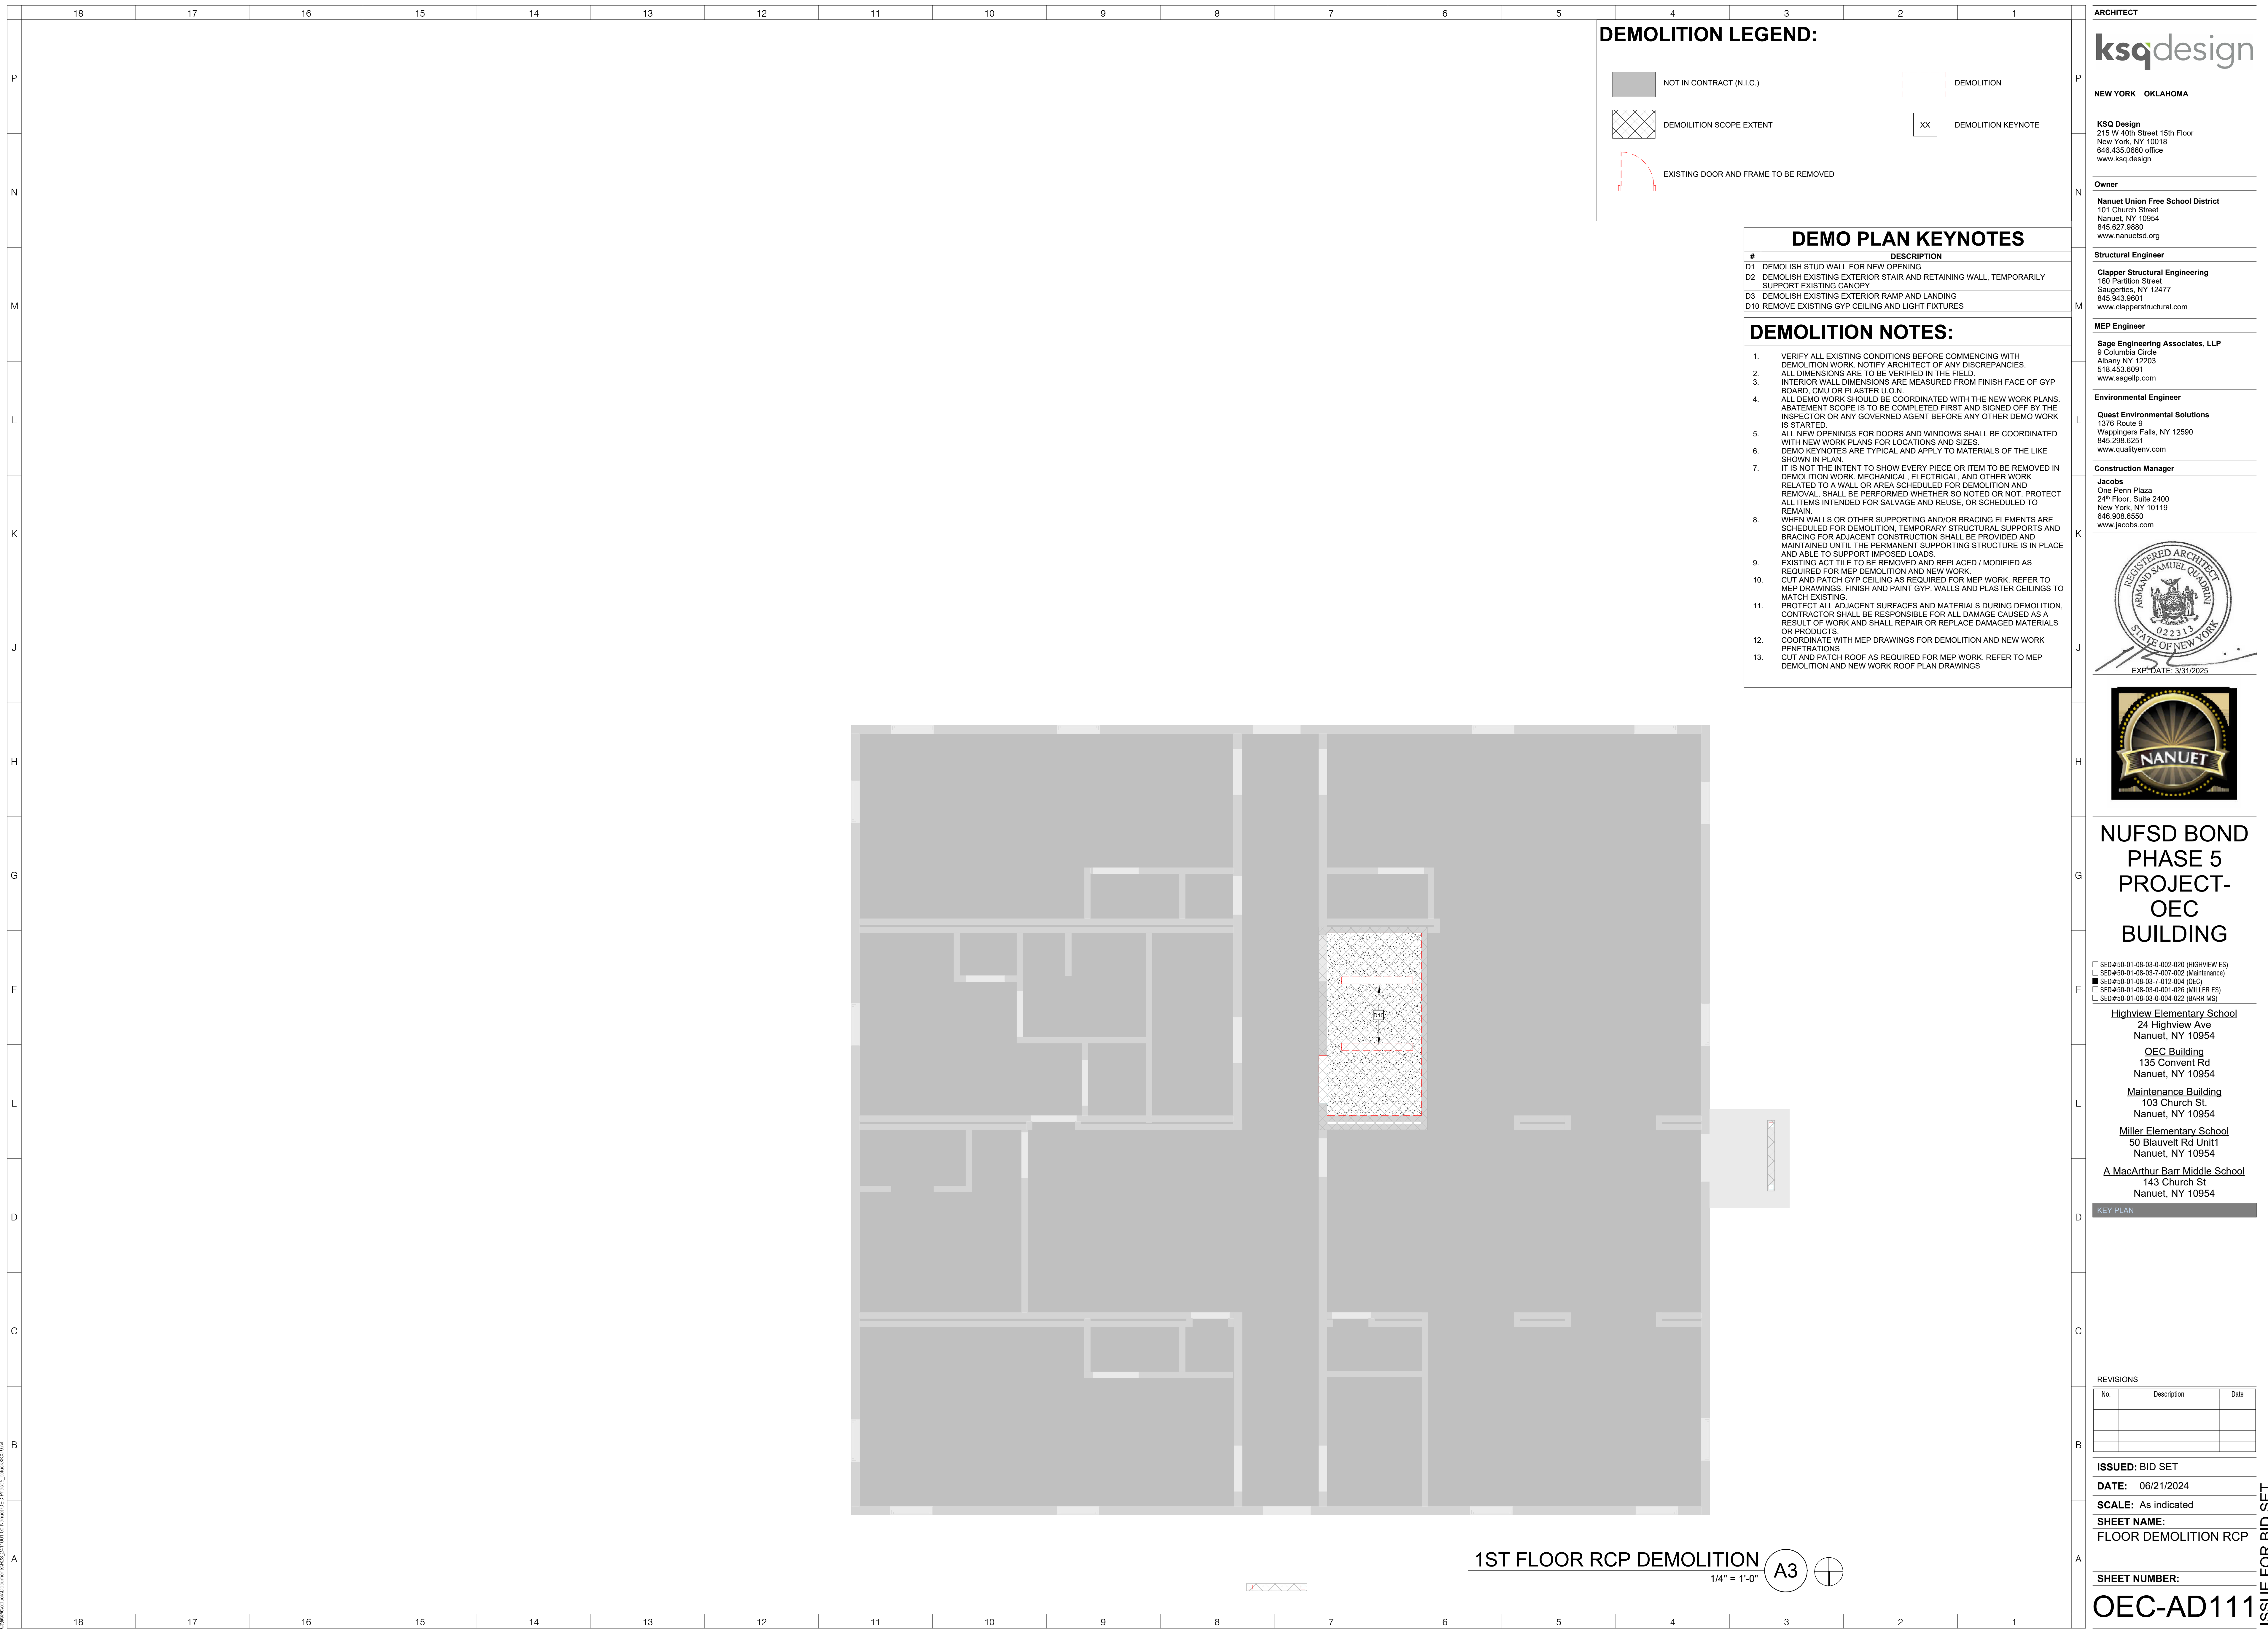 18 17 16 15 14 13 12 11 10 9 8 7 6 5 4 3 2 1
P
N
M
L
K
J
H
G
F
E
D
C
B
A
DEMOLITION LEGEND:
NOT IN CONTRACT (N.I.C.)
DEMOLITION
DEMOILITION SCOPE EXTENT
XX
DEMOLITION KEYNOTE
EXISTING DOOR AND FRAME TO BE REMOVED
DEMO PLAN KEYNOTES
# DESCRIPTION
D1 DEMOLISH STUD WALL FOR NEW OPENING
D2 DEMOLISH EXISTING EXTERIOR STAIR AND RETAINING WALL, TEMPORARILY
SUPPORT EXISTING CANOPY
D3 DEMOLISH EXISTING EXTERIOR RAMP AND LANDING
D10 REMOVE EXISTING GYP CEILING AND LIGHT FIXTURES
DEMOLITION NOTES:
1. VERIFY ALL EXISTING CONDITIONS BEFORE COMMENCING WITH
DEMOLITION WORK. NOTIFY ARCHITECT OF ANY DISCREPANCIES.
2. ALL DIMENSIONS ARE TO BE VERIFIED IN THE FIELD.
3. INTERIOR WALL DIMENSIONS ARE MEASURED FROM FINISH FACE OF GYP
BOARD, CMU OR PLASTER U.O.N.
4. ALL DEMO WORK SHOULD BE COORDINATED WITH THE NEW WORK PLANS.
ABATEMENT SCOPE IS TO BE COMPLETED FIRST AND SIGNED OFF BY THE
INSPECTOR OR ANY GOVERNED AGENT BEFORE ANY OTHER DEMO WORK
IS STARTED.
5. ALL NEW OPENINGS FOR DOORS AND WINDOWS SHALL BE COORDINATED
WITH NEW WORK PLANS FOR LOCATIONS AND SIZES.
6. DEMO KEYNOTES ARE TYPICAL AND APPLY TO MATERIALS OF THE LIKE
SHOWN IN PLAN.
7. IT IS NOT THE INTENT TO SHOW EVERY PIECE OR ITEM TO BE REMOVED IN
DEMOLITION WORK. MECHANICAL, ELECTRICAL, AND OTHER WORK
RELATED TO A WALL OR AREA SCHEDULED FOR DEMOLITION AND
REMOVAL, SHALL BE PERFORMED WHETHER SO NOTED OR NOT. PROTECT
ALL ITEMS INTENDED FOR SALVAGE AND REUSE, OR SCHEDULED TO
REMAIN.
8. WHEN WALLS OR OTHER SUPPORTING AND/OR BRACING ELEMENTS ARE
SCHEDULED FOR DEMOLITION, TEMPORARY STRUCTURAL SUPPORTS AND
BRACING FOR ADJACENT CONSTRUCTION SHALL BE PROVIDED AND
MAINTAINED UNTIL THE PERMANENT SUPPORTING STRUCTURE IS IN PLACE
AND ABLE TO SUPPORT IMPOSED LOADS.
9. EXISTING ACT TILE TO BE REMOVED AND REPLACED / MODIFIED AS
REQUIRED FOR MEP DEMOLITION AND NEW WORK.
10. CUT AND PATCH GYP CEILING AS REQUIRED FOR MEP WORK. REFER TO
MEP DRAWINGS. FINISH AND PAINT GYP. WALLS AND PLASTER CEILINGS TO
MATCH EXISTING.
11. PROTECT ALL ADJACENT SURFACES AND MATERIALS DURING DEMOLITION,
CONTRACTOR SHALL BE RESPONSIBLE FOR ALL DAMAGE CAUSED AS A
RESULT OF WORK AND SHALL REPAIR OR REPLACE DAMAGED MATERIALS
OR PRODUCTS.
12. COORDINATE WITH MEP DRAWINGS FOR DEMOLITION AND NEW WORK
PENETRATIONS
13. CUT AND PATCH ROOF AS REQUIRED FOR MEP WORK. REFER TO MEP
DEMOLITION AND NEW WORK ROOF PLAN DRAWINGS
D10
1ST FLOOR RCP DEMOLITION
1/4" = 1'-0"
A3
P
N
M
L
K
J
H
G
F
E
D
C
B
A
18 17 16 15 14 13 12 11 10 9 8 7 6 5 4 3 2 1
ARCHITECT
ksqdesign
NEW YORK OKLAHOMA
KSQ Design
215 W 40th Street 15th Floor
New York, NY 10018
646.435.0660 office
www.ksq.design
Owner
Nanuet Union Free School District
101 Church Street
Nanuet, NY 10954
845.627.9880
www.nanuetsd.org
Structural Engineer
Clapper Structural Engineering
160 Partition Street
Saugerties, NY 12477
845.943.9601
www.clapperstructural.com
MEP Engineer
Sage Engineering Associates, LLP
9 Columbia Circle
Albany NY 12203
518.453.6091
www.sagellp.com
Environmental Engineer
Quest Environmental Solutions
1376 Route 9
Wappingers Falls, NY 12590
845.298.6251
www.qualityenv.com
Construction Manager
Jacobs
One Penn Plaza
24th Floor, Suite 2400
New York, NY 10119
646.908.6550
www.jacobs.com
REGISTERED ARCHITECT
ARMAND SAMUEL QUADRINI
022313
STATE OF NEW YORK
EXP. DATE: 3/31/2025
NANUET
NUFSD BOND
PHASE 5
PROJECT-
OEC
BUILDING
SED#50-01-08-03-0-002-020 (HIGHVIEW ES)
SED#50-01-08-03-7-007-002 (Maintenance)
SED#50-01-08-03-7-012-004 (OEC)
SED#50-01-08-03-0-001-026 (MILLER ES)
SED#50-01-08-03-0-004-022 (BARR MS)
Highview Elementary School
24 Highview Ave
Nanuet, NY 10954
OEC Building
135 Convent Rd
Nanuet, NY 10954
Maintenance Building
103 Church St.
Nanuet, NY 10954
Miller Elementary School
50 Blauvelt Rd Unit1
Nanuet, NY 10954
A MacArthur Barr Middle School
143 Church St
Nanuet, NY 10954
KEY PLAN
REVISIONS
No. Description Date
ISSUED: BID SET
DATE: 06/21/2024
SCALE: As indicated
SHEET NAME:
FLOOR DEMOLITION RCP
SHEET NUMBER:
OEC-AD111
ISSUE FOR BID SET